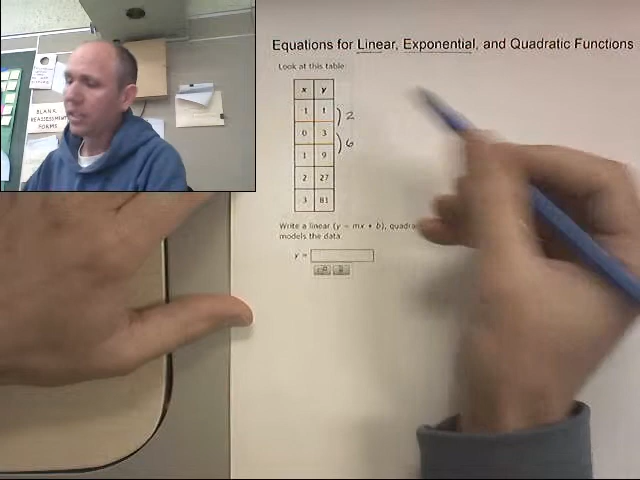 Equations for Linear, Exponential, and Quadratic Functions
Look at this table:
x y
1 1
0 3
1 9
2 27
3 81
2
6
Write a linear (y = mx + b), quadra
models the data.
y =
BLANK
REASSESSMENT
FORMS